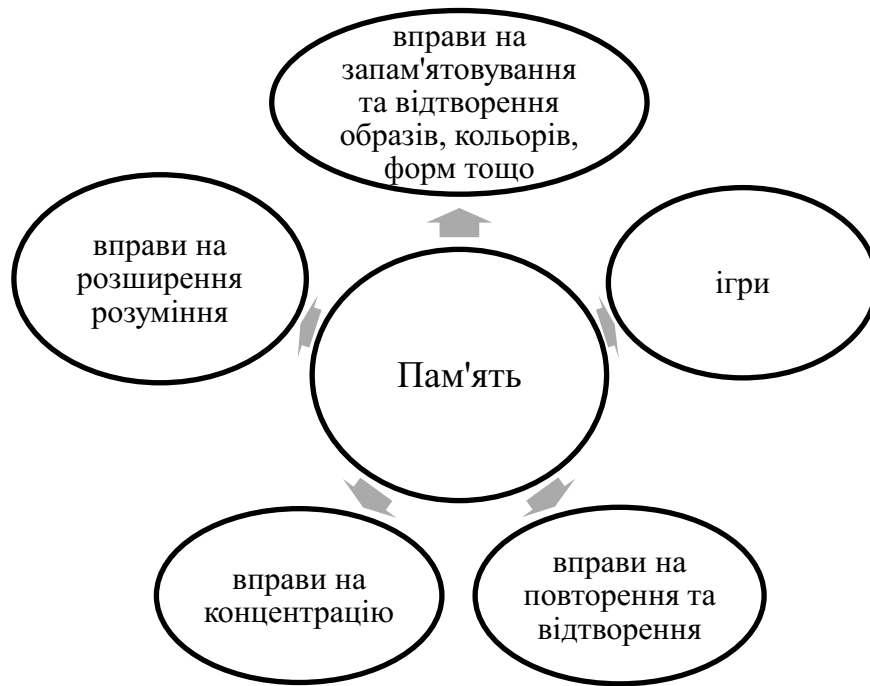 вправи на
запам'ятовування
та відтворення
образів, кольорів,
форм тощо
вправи на
розширення
розуміння
ігри
Пам'ять
вправи на
концентрацію
вправи на
повторення та
відтворення